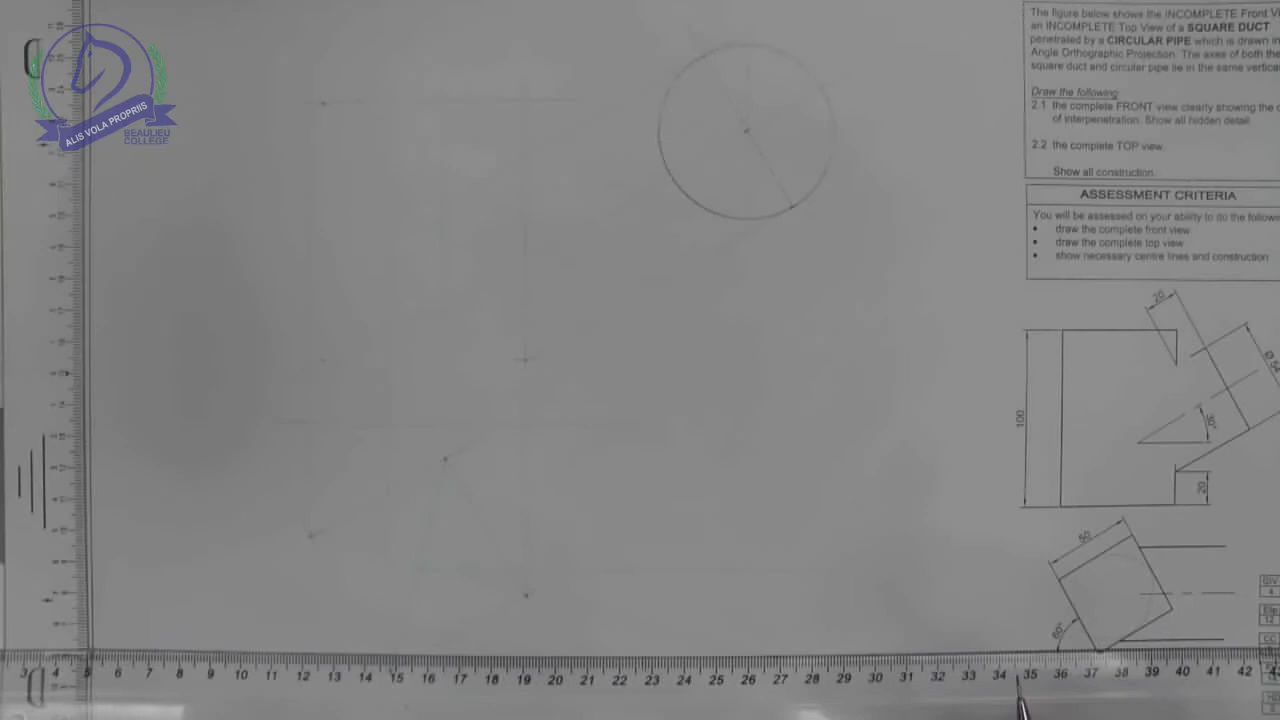 ALIS VOLA PROPRIIS
BEAULIEU
COLLEGE
The figure below shows the INCOMPLETE Front
an INCOMPLETE Top View of a SQUARE DUCT
penetrated by a CIRCULAR PIPE which is drawn in
Angle Orthographic Projection. The axes of both the
square duct and circular pipe lie in the same
Draw the following
2.1 the complete FRONT view clearly showing the
of interpenetration. Show all hidden detail.
2.2 the complete TOP view.
Show all construction.
ASSESSMENT CRITERIA
You will be assessed on your ability to do the
• draw the complete front view
• draw the complete top view
• show necessary centre lines and construction
20
100
30°
20
50
60°
3 4 5 6 7 8 9 10 11 12 13 14 15 16 17 18 19 20 21 22 23 24 25 26 27 28 29 30 31 32 33 34 35 36 37 38 39 40 41 42